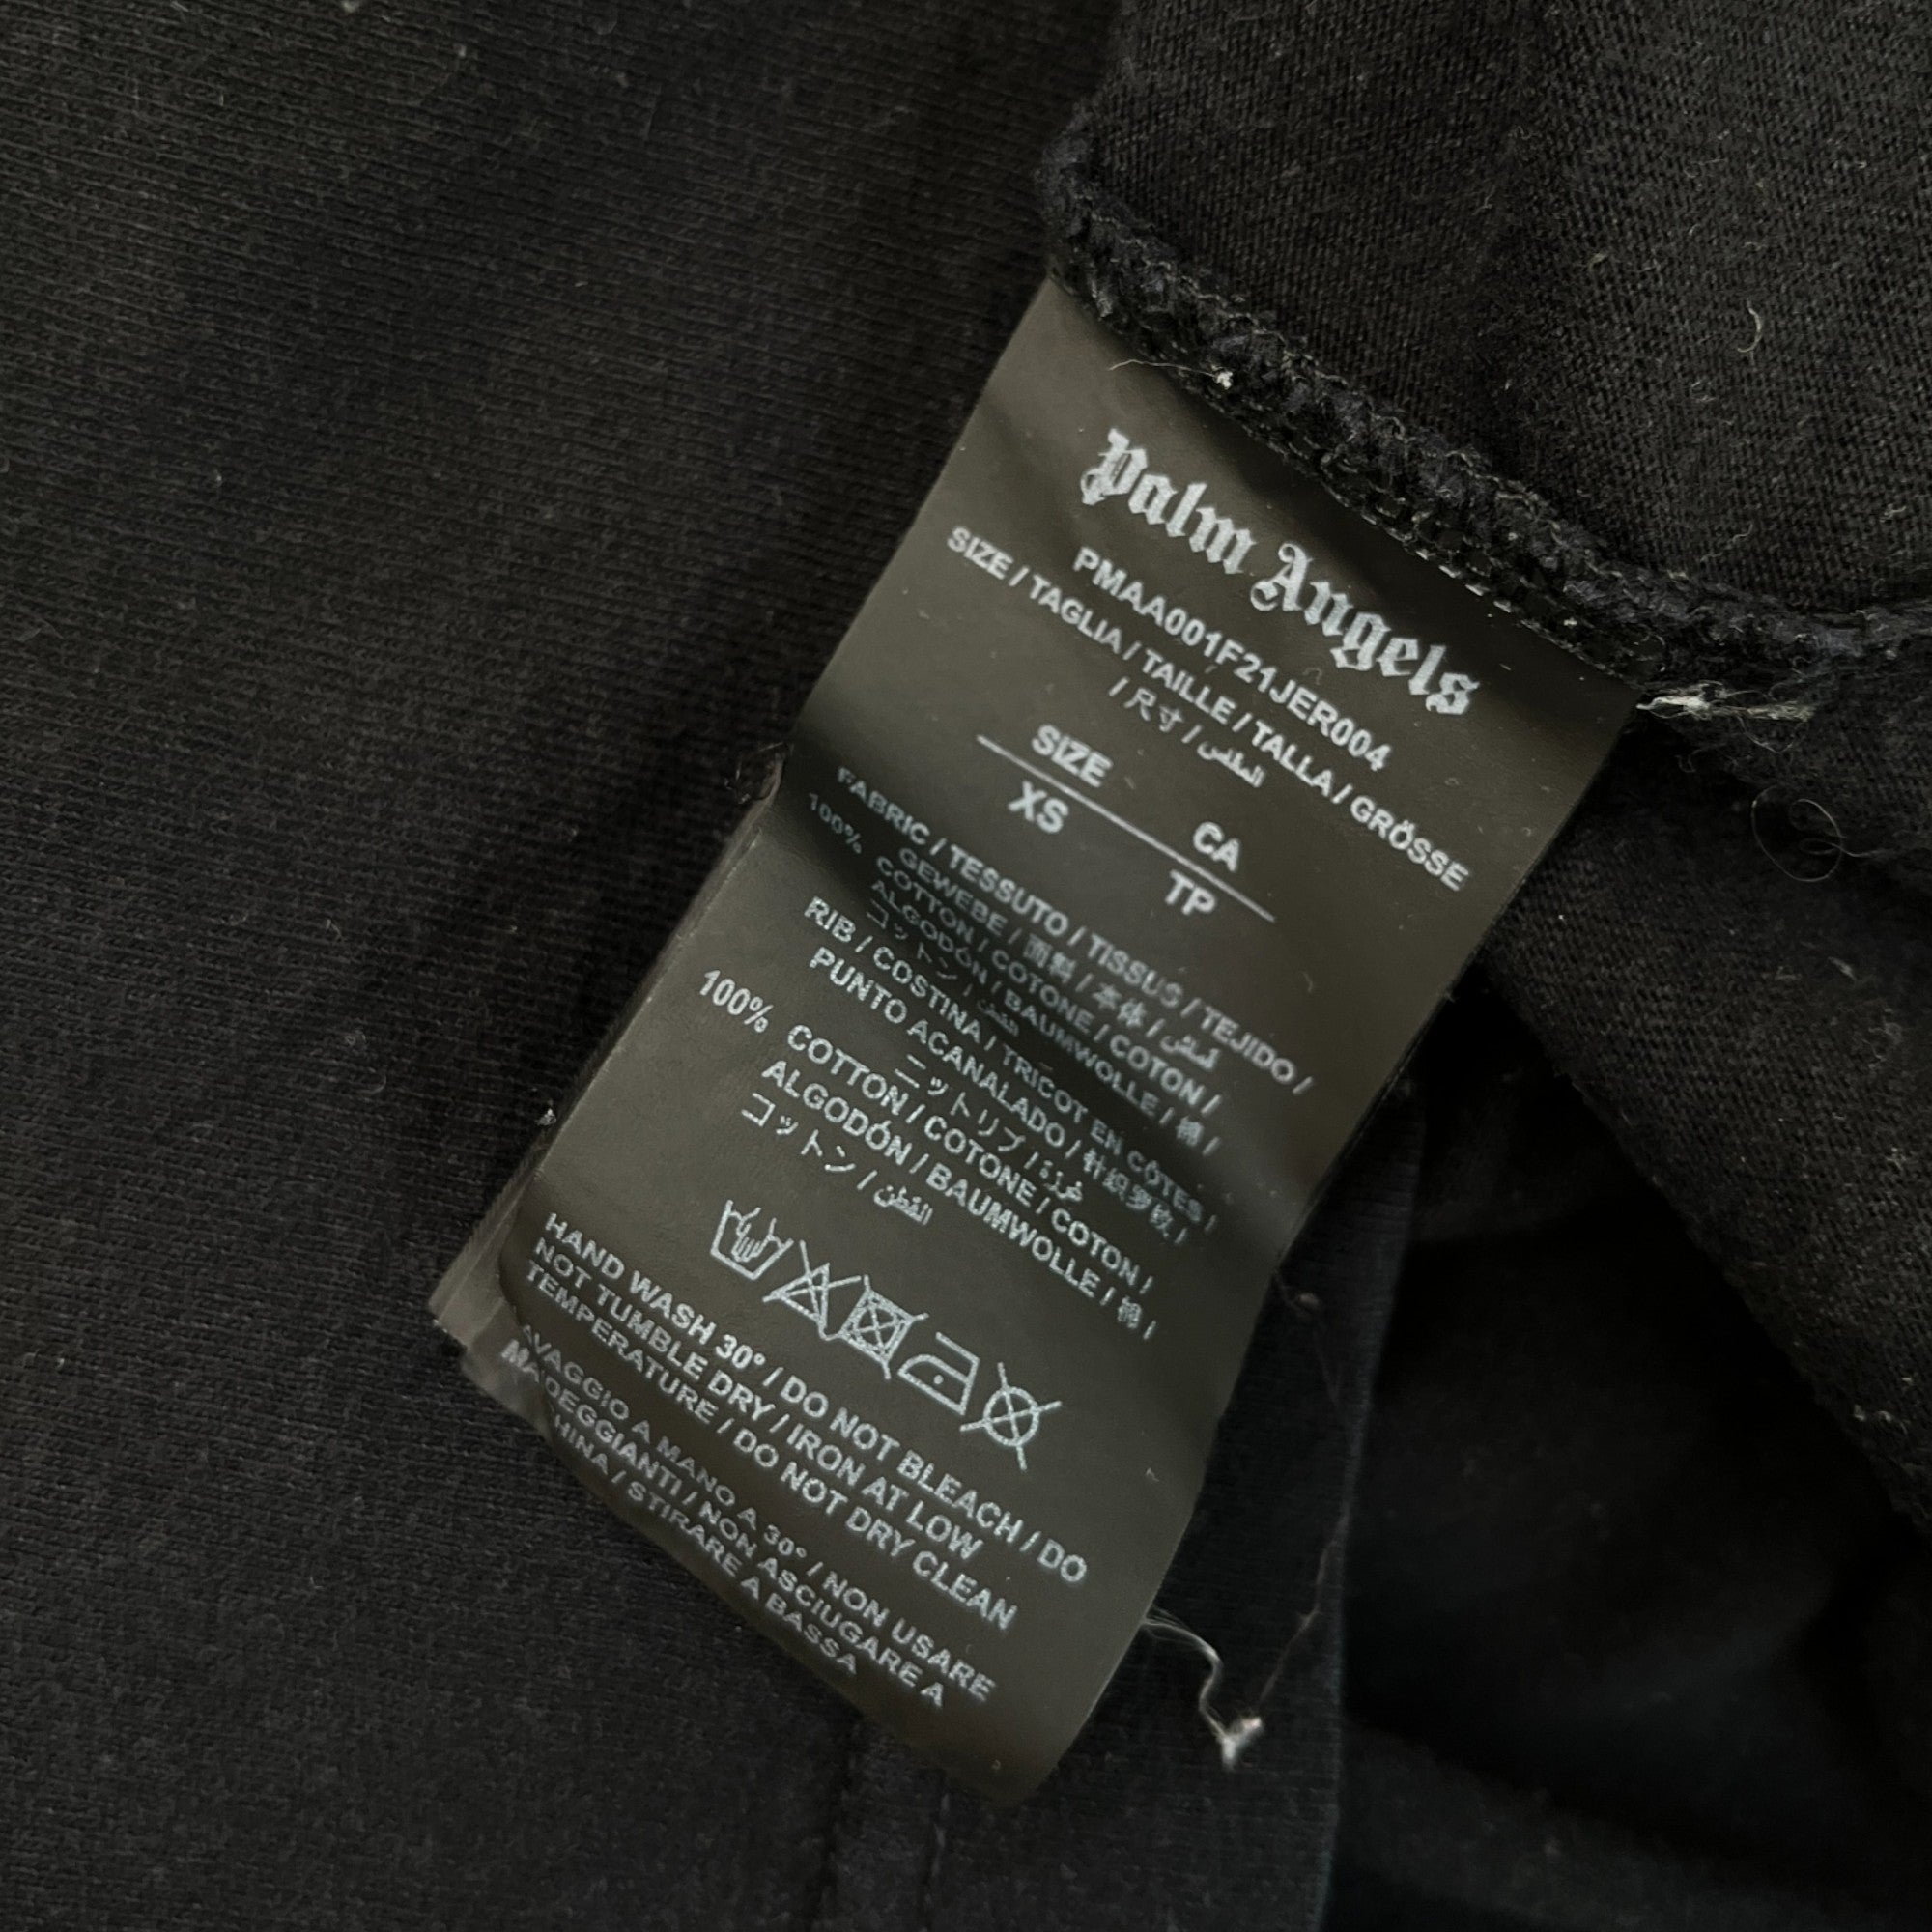 Palm Angels
PMAA001F21JER004
SIZE / TAGLIA / TAILLE / TALLA / GRÖSSE
/ 尺寸 / المقاس
SIZE CA
XS TP
FABRIC / TESSUTO / TISSUS / TEJIDO /
GEWEBE / 面料 / 本体 / قماش
100% COTTON / COTONE / COTON /
ALGODÓN / BAUMWOLLE / 棉 /
コットン / القطن
RIB / COSTINA / TRICOT EN CÔTES /
PUNTO ACANALADO / 针织罗纹 /
ニットリブ / غرزة
100% COTTON / COTONE / COTON /
ALGODÓN / BAUMWOLLE / 棉 /
コットン / القطن
HAND WASH 30° / DO NOT BLEACH / DO
NOT TUMBLE DRY / IRON AT LOW
TEMPERATURE / DO NOT DRY CLEAN
AVAGGIO A MANO A 30° / NON USARE
MADEGGIANTI / NON ASCIUGARE A
HINA / STIRARE A BASSA